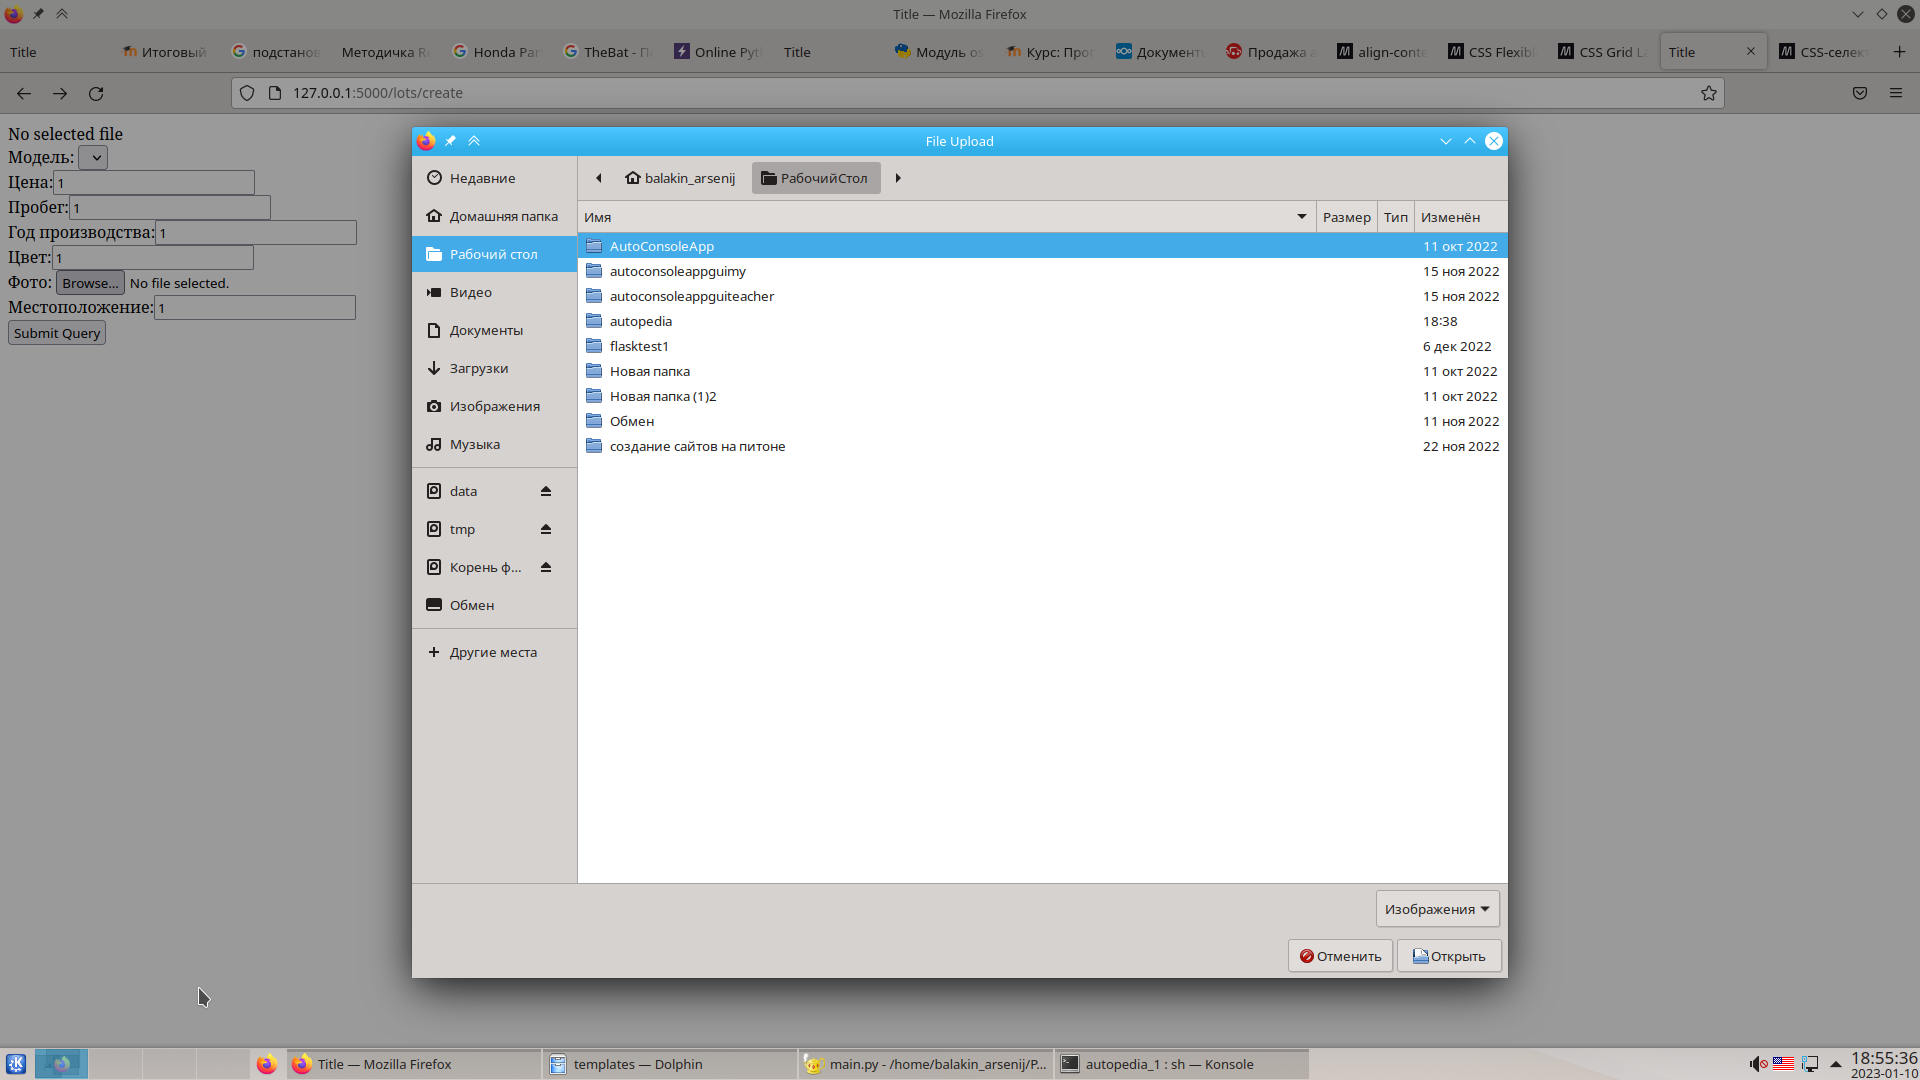 Title — Mozilla Firefox
Title
Итоговый
подстанов
Методичка R
Honda Par
TheBat - П
Online Pyt
Title
Модуль os
Курс: Про
Документ
Продажа а
align-conte
CSS Flexib
CSS Grid La
Title
CSS-селек
127.0.0.1:5000/lots/create
No selected file
Модель:
Цена: 1
Пробег: 1
Год производства: 1
Цвет: 1
Фото: Browse... No file selected.
Местоположение: 1
Submit Query
File Upload
Недавние
Домашняя папка
Рабочий стол
Видео
Документы
Загрузки
Изображения
Музыка
data
tmp
Корень ф...
Обмен
Другие места
balakin_arsenij
РабочийСтол
Имя Размер Тип Изменён
AutoConsoleApp 11 окт 2022
autoconsoleappguimy 15 ноя 2022
autoconsoleappguiteacher 15 ноя 2022
autopedia 18:38
flasktest1 6 дек 2022
Новая папка 11 окт 2022
Новая папка (1)2 11 окт 2022
Обмен 11 ноя 2022
создание сайтов на питоне 22 ноя 2022
Изображения
Отменить
Открыть
Title — Mozilla Firefox
templates — Dolphin
main.py - /home/balakin_arsenij/P...
autopedia_1 : sh — Konsole
18:55:36
2023-01-10